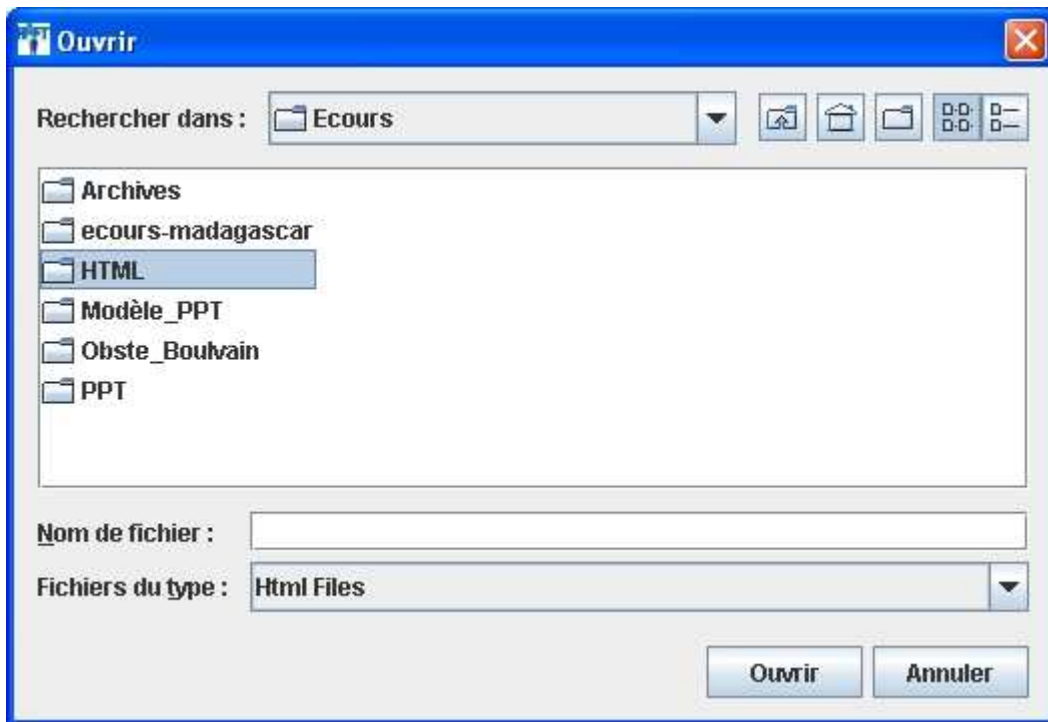 Ouvrir
Rechercher dans : Ecours
Archives
ecours-madagascar
HTML
Modèle_PPT
Obste_Boulvain
PPT
Nom de fichier :
Fichiers du type : Html Files
Ouvrir Annuler